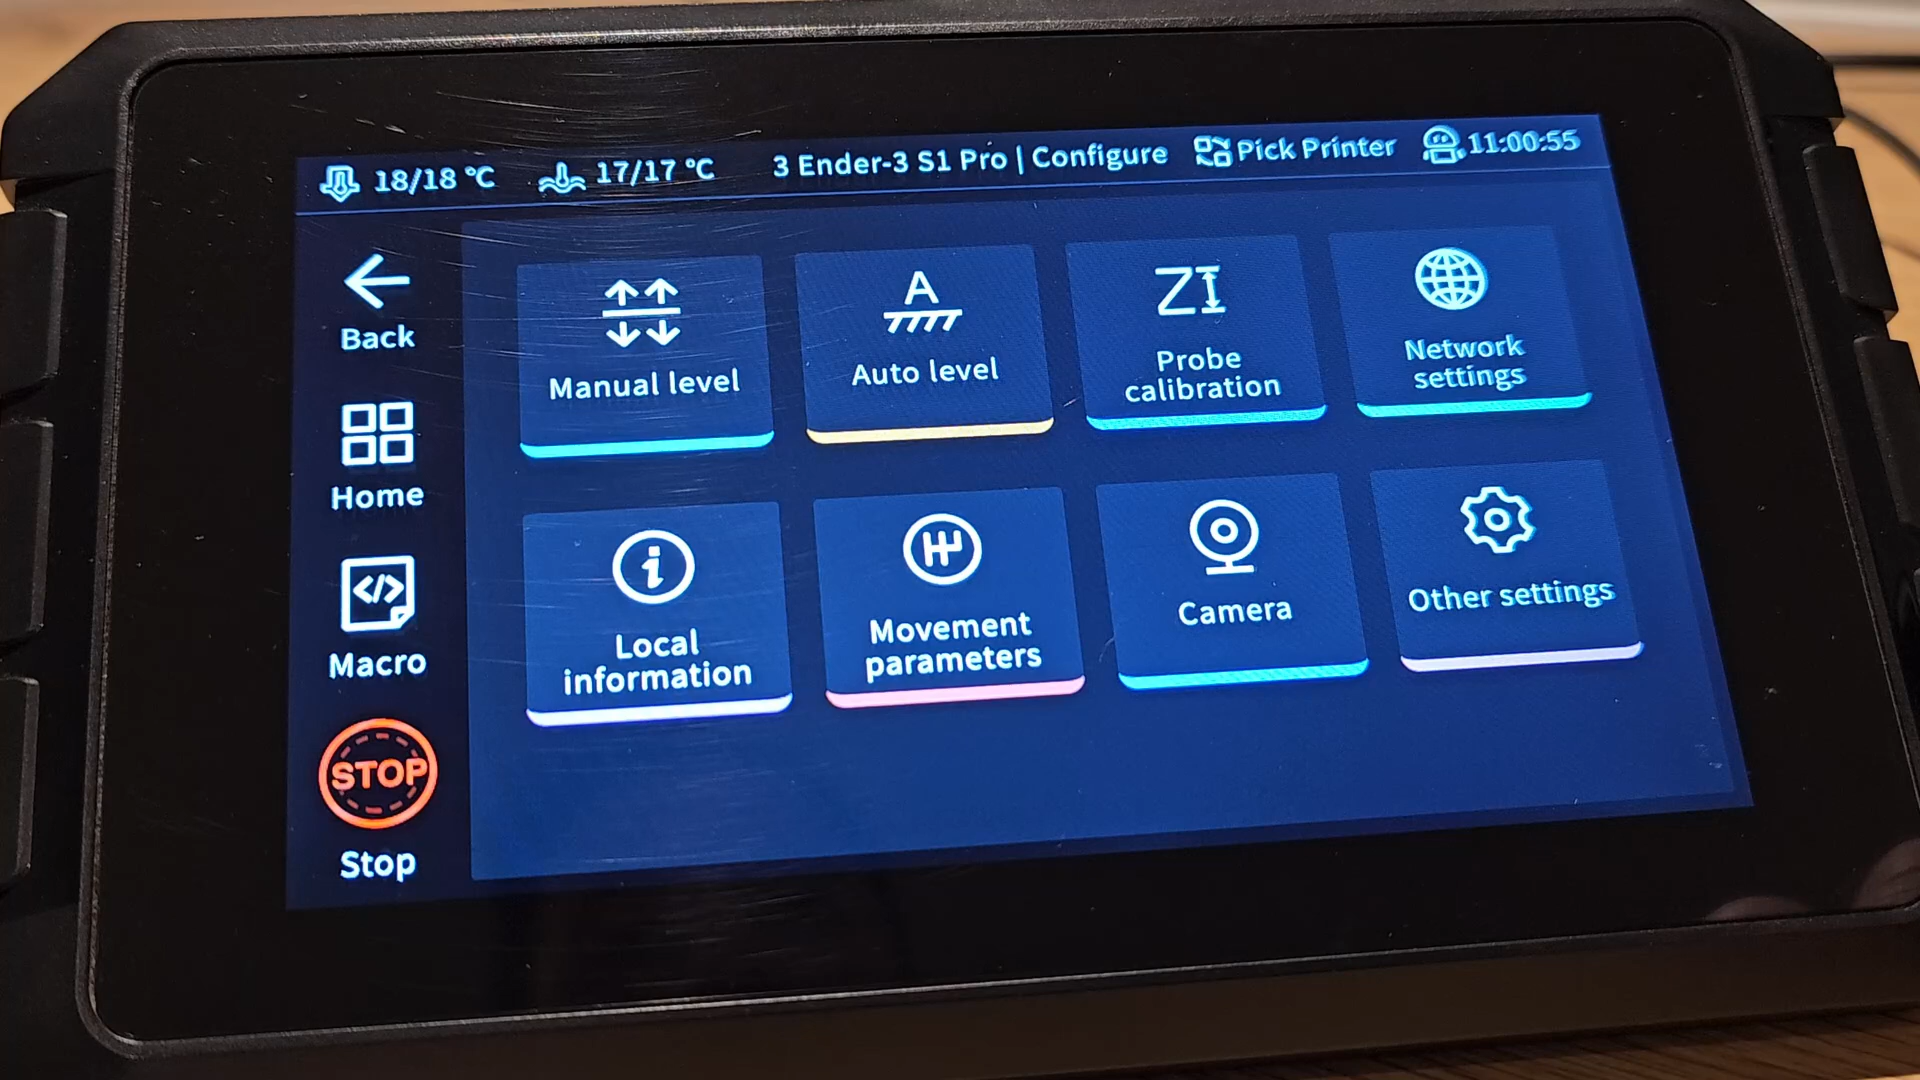 18/18 °C 17/17 °C 3 Ender-3 S1 Pro | Configure Pick Printer 11:00:55
Back
Home
Macro
STOP
Stop
Manual level
A
Auto level
Z
Probe
calibration
Network
settings
i
Local
information
Movement
parameters
Camera
Other settings